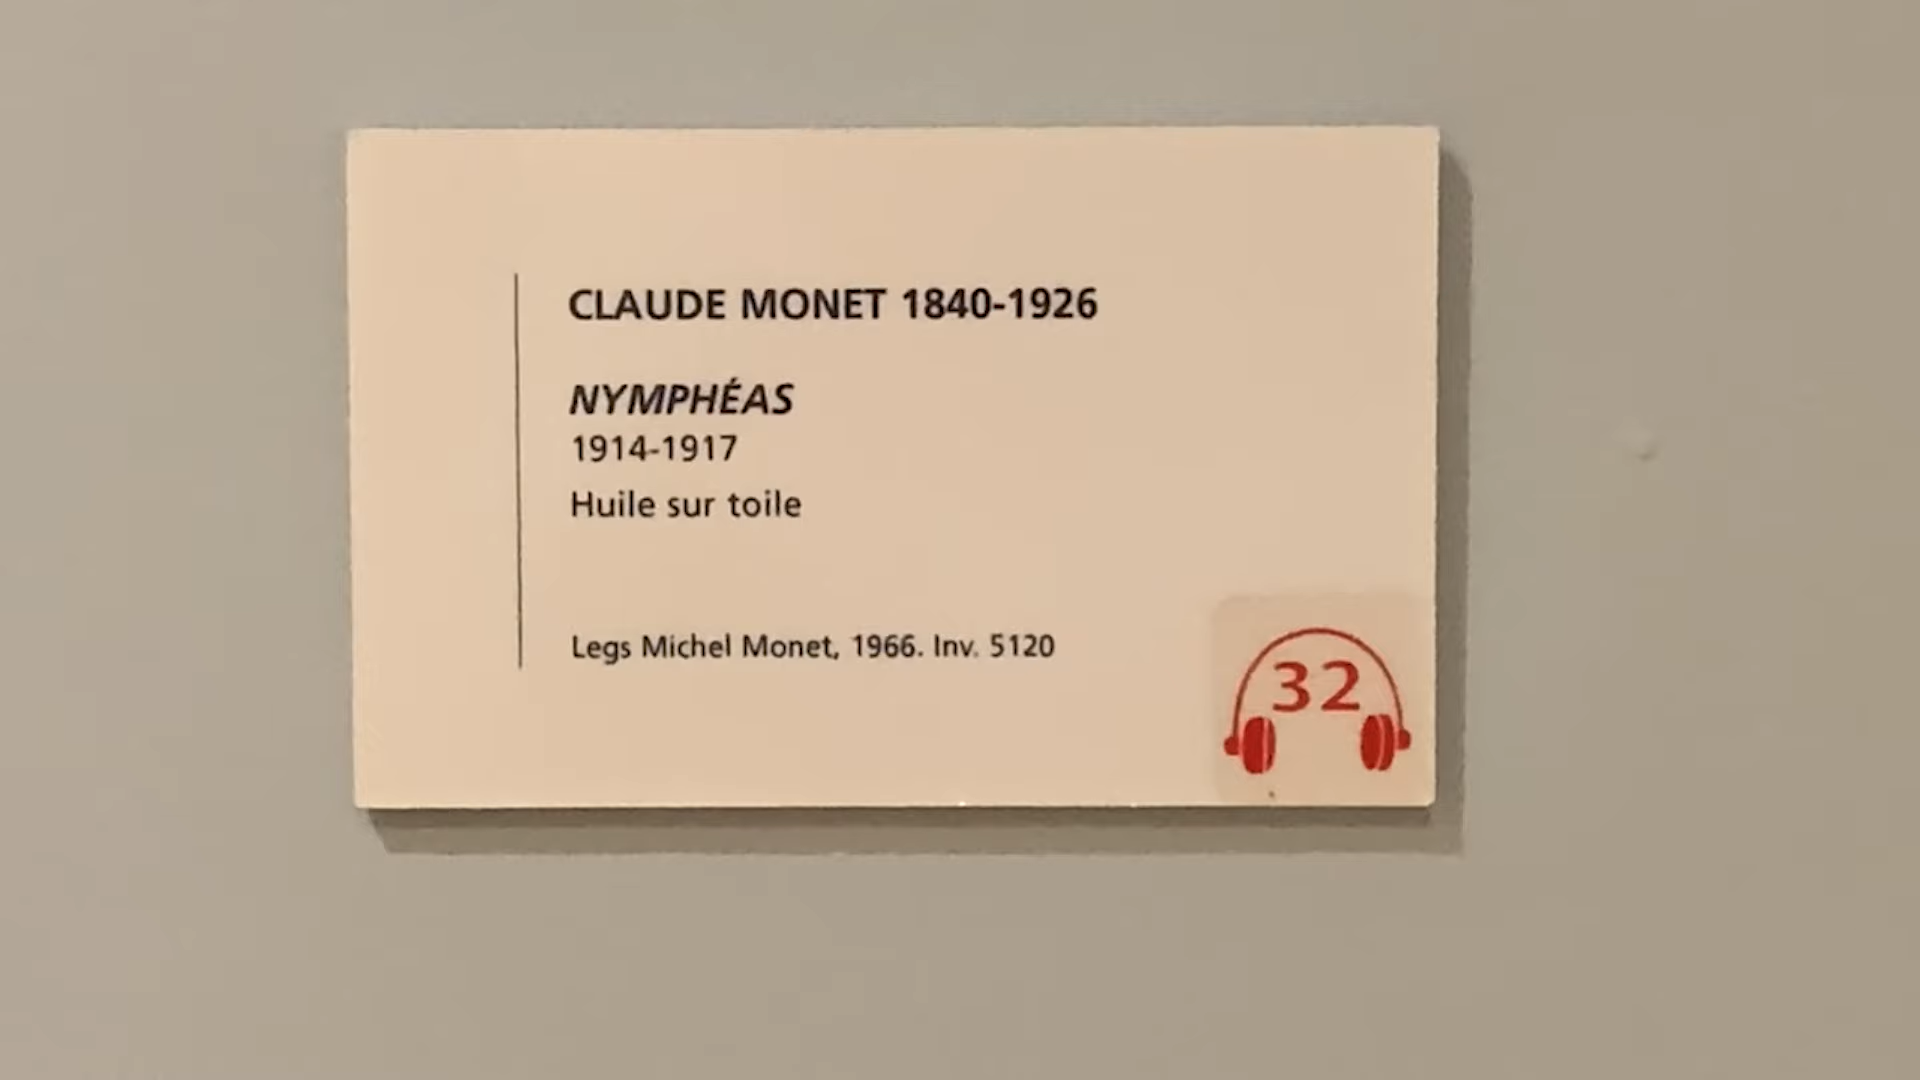 CLAUDE MONET 1840-1926
NYMPHÉAS
1914-1917
Huile sur toile
Legs Michel Monet, 1966. Inv. 5120
32